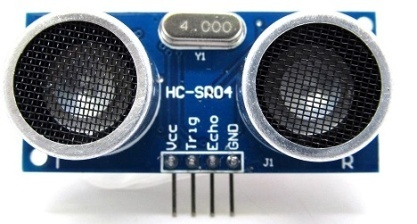 4.000
Y1
HC-SR04
Vcc
Trig
Echo
GND
J1
T
R